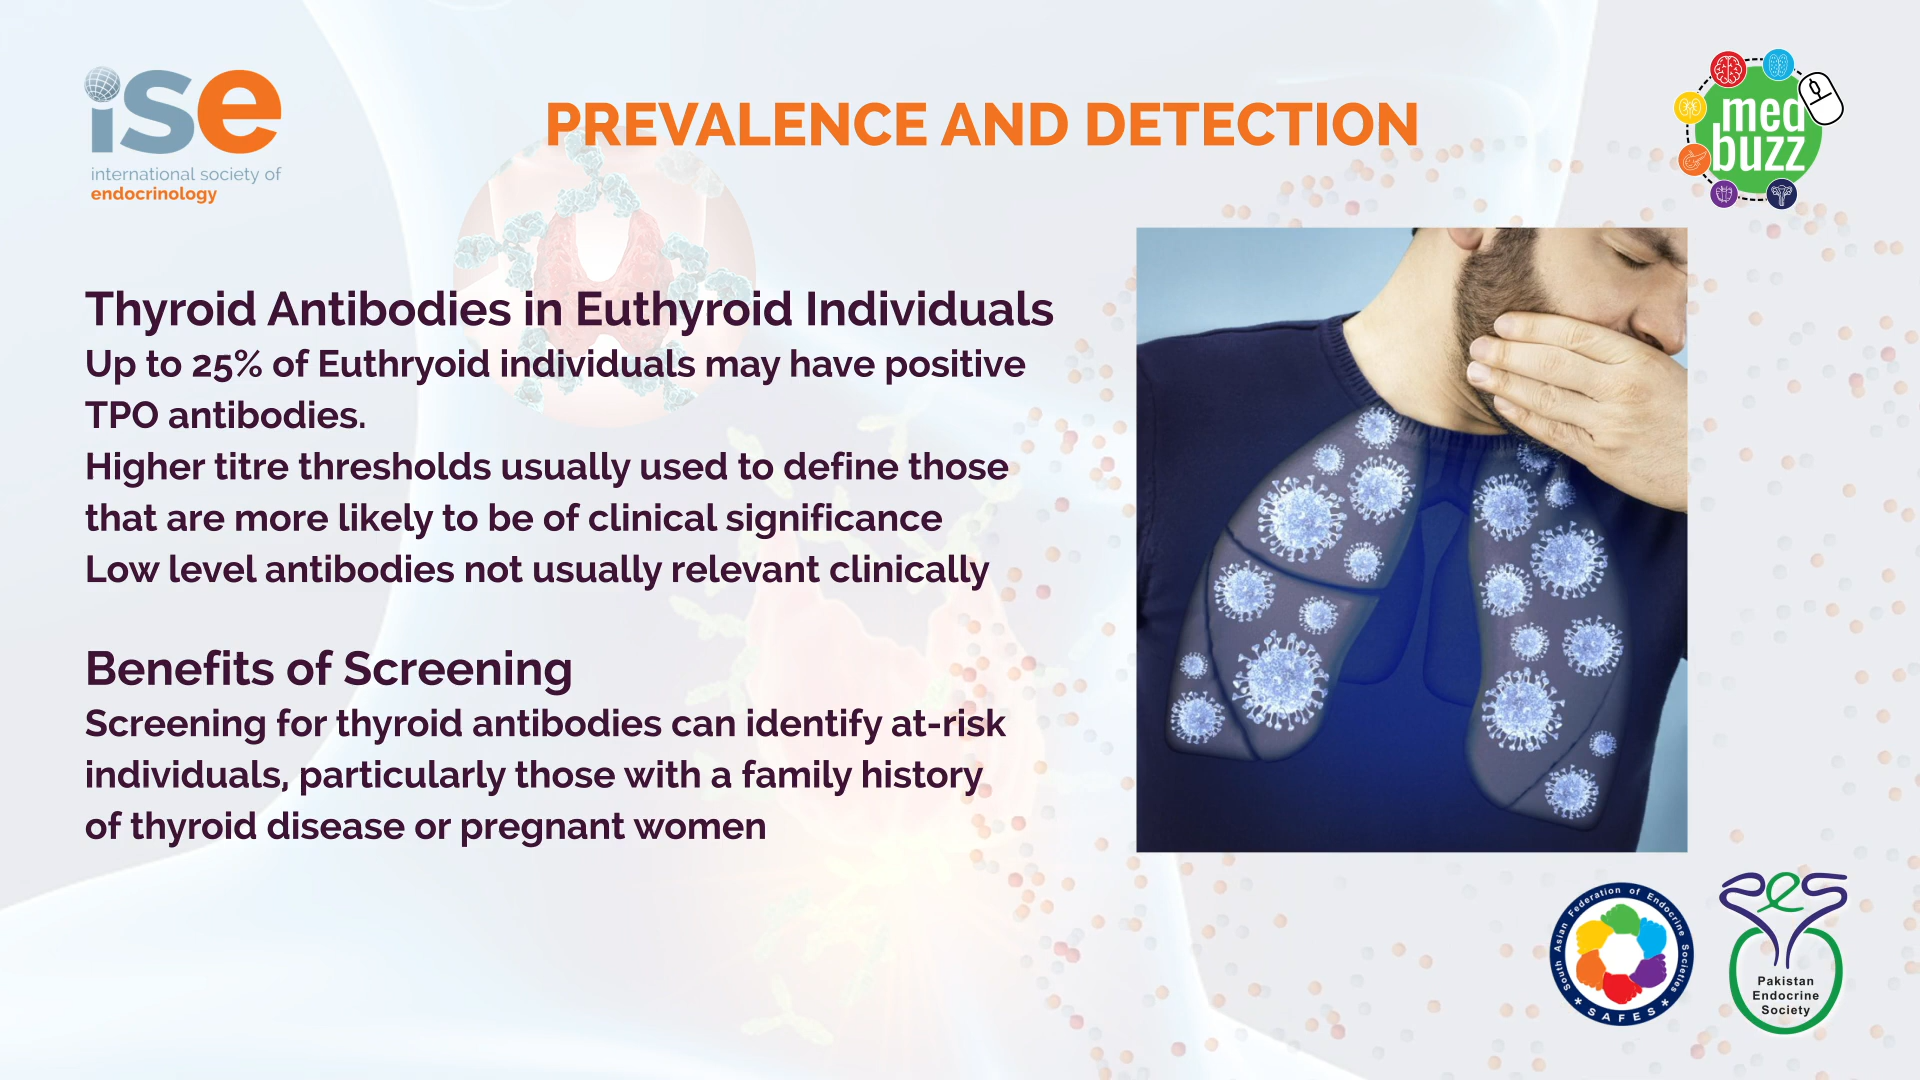 ise
international society of
endocrinology
PREVALENCE AND DETECTION
med
buzz
Thyroid Antibodies in Euthyroid Individuals
Up to 25% of Euthryoid individuals may have positive
TPO antibodies.
Higher titre thresholds usually used to define those
that are more likely to be of clinical significance
Low level antibodies not usually relevant clinically
Benefits of Screening
Screening for thyroid antibodies can identify at-risk
individuals, particularly those with a family history
of thyroid disease or pregnant women
South Asian Federation of Endocrine Societies
* SAFES *
PES
Pakistan
Endocrine
Society